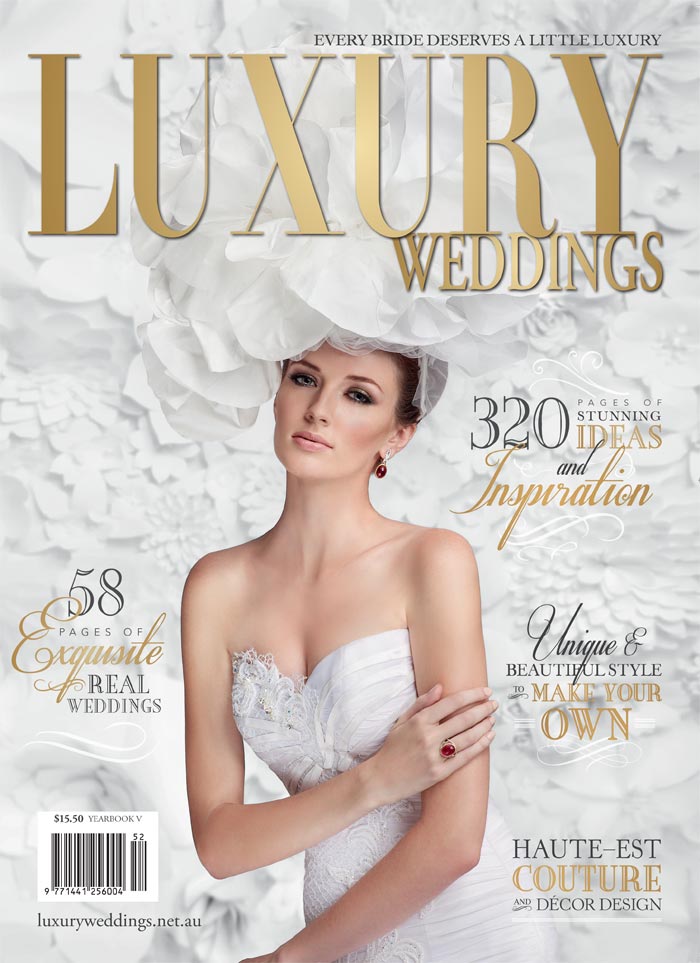 EVERY BRIDE DESERVES A LITTLE LUXURY
LUXURY
WEDDINGS
320 PAGES OF
STUNNING
IDEAS
and
Inspiration
58
PAGES OF
Exquisite
REAL
WEDDINGS
Unique &
BEAUTIFUL STYLE
TO MAKE YOUR
OWN
HAUTE–EST
COUTURE
AND DÉCOR DESIGN
$15.50 YEARBOOK V
52
9 771441 256004
luxuryweddings.net.au